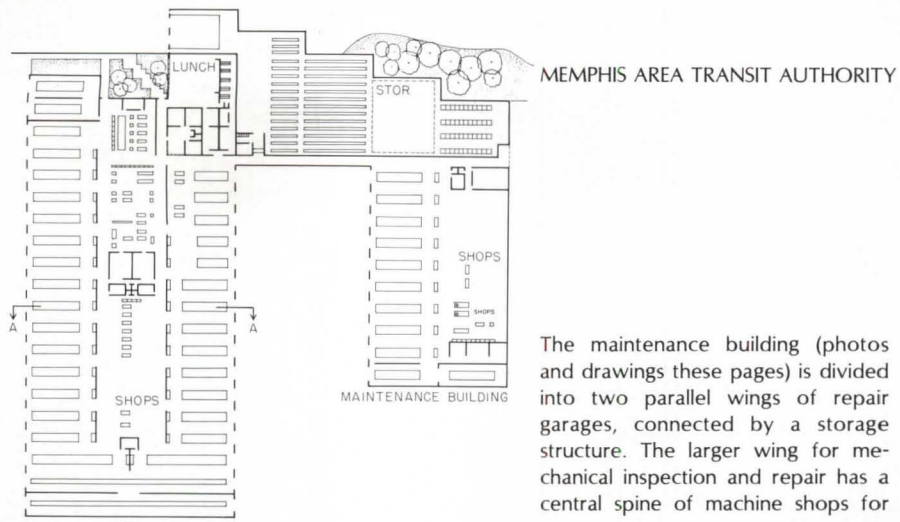 LUNCH
STOR
MEMPHIS AREA TRANSIT AUTHORITY
SHOPS
SHOPS
A
A
SHOPS
MAINTENANCE BUILDING
The maintenance building (photos
and drawings these pages) is divided
into two parallel wings of repair
garages, connected by a storage
structure. The larger wing for me-
chanical inspection and repair has a
central spine of machine shops for